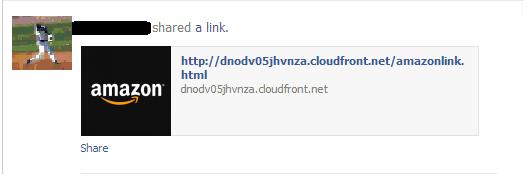 shared a link.
amazon
http://dnodv05jhvnza.cloudfront.net/amazonlink.
html
dnodv05jhvnza.cloudfront.net
Share